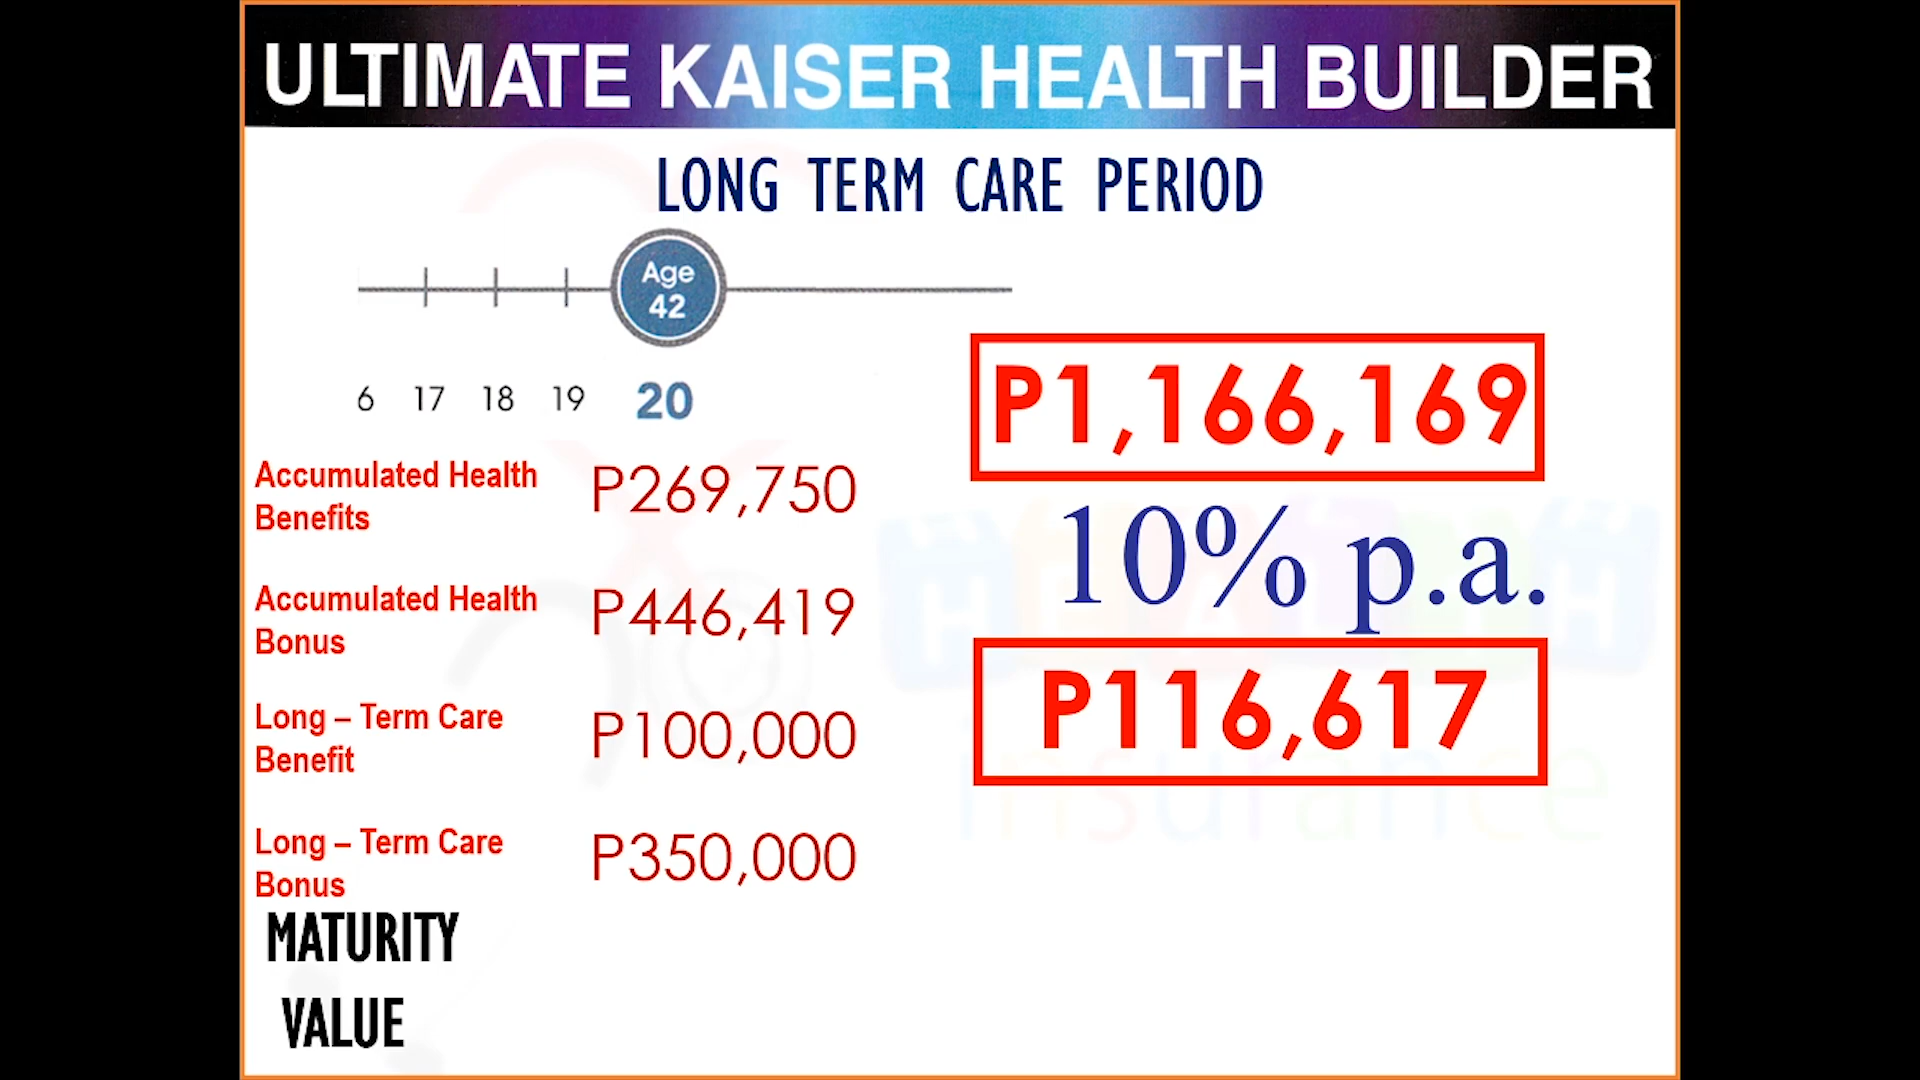 ULTIMATE KAISER HEALTH BUILDER
LONG TERM CARE PERIOD
Age
42
6 17 18 19 20
P1,166,169
Accumulated Health
Benefits
P269,750
10% p.a.
Accumulated Health
Bonus
P446,419
P116,617
Long – Term Care
Benefit
P100,000
insurance
Long – Term Care
Bonus
P350,000
MATURITY
VALUE